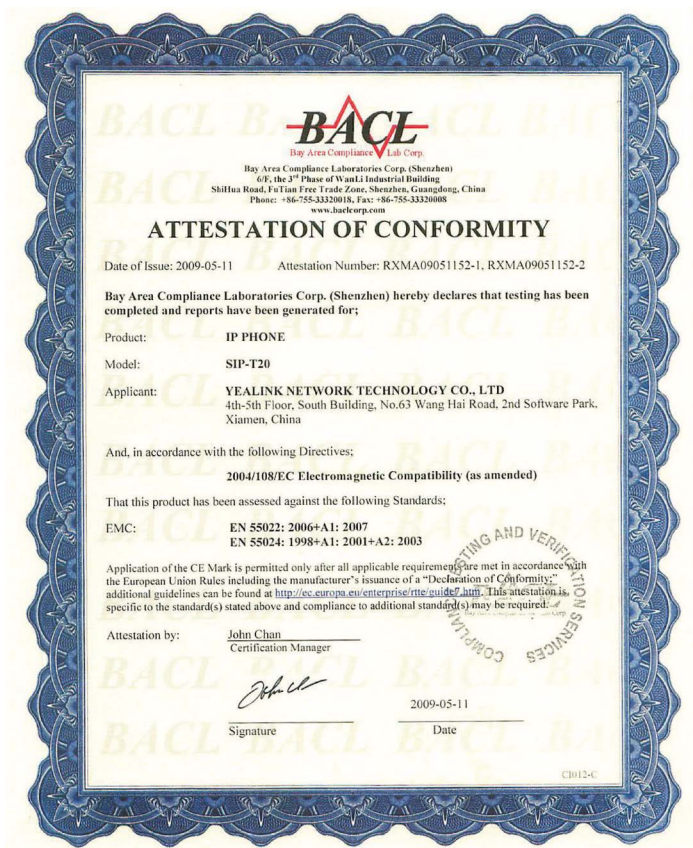 BACL
Bay Area Compliance Lab Corp.
Bay Area Compliance Laboratories Corp. (Shenzhen)
6/F, the 3rd Phase of WanLi Industrial Building
ShiHua Road, FuTian Free Trade Zone, Shenzhen, Guangdong, China
Phone: +86-755-33320018, Fax: +86-755-33320008
www.baclcorp.com
ATTESTATION OF CONFORMITY
Date of Issue: 2009-05-11 Attestation Number: RXMA09051152-1, RXMA09051152-2
Bay Area Compliance Laboratories Corp. (Shenzhen) hereby declares that testing has been
completed and reports have been generated for;
Product: IP PHONE
Model: SIP-T20
Applicant: YEALINK NETWORK TECHNOLOGY CO., LTD
4th-5th Floor, South Building, No.63 Wang Hai Road, 2nd Software Park,
Xiamen, China
And, in accordance with the following Directives;
2004/108/EC Electromagnetic Compatibility (as amended)
That this product has been assessed against the following Standards;
EMC: EN 55022: 2006+A1: 2007
EN 55024: 1998+A1: 2001+A2: 2003
Application of the CE Mark is permitted only after all applicable requirements are met in accordance with
the European Union Rules including the manufacturer's issuance of a "Declaration of Conformity;"
additional guidelines can be found at http://ec.europa.eu/enterprise/rtte/guide7.htm. This attestation is
specific to the standard(s) stated above and compliance to additional standard(s) may be required.
COMPLIANCE TESTING AND VERIFICATION SERVICES
Attestation by: John Chan
Certification Manager
2009-05-11
Signature Date
CI012-C